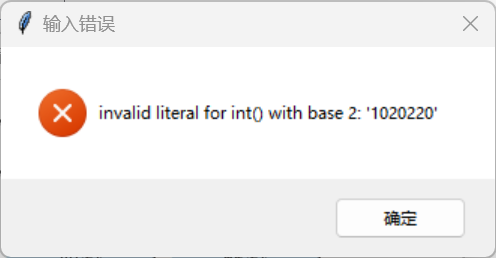 输入错误
invalid literal for int() with base 2: '1020220'
确定